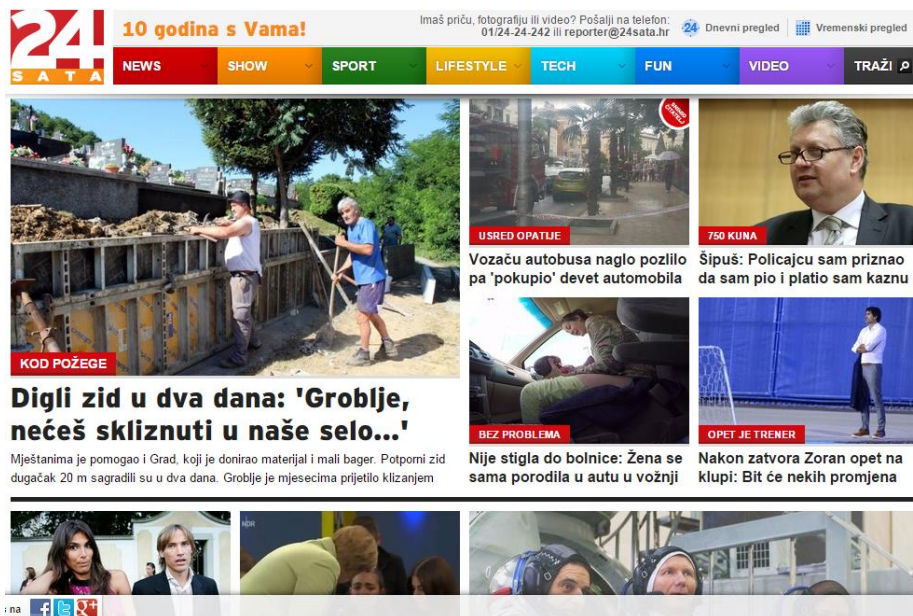 24
SATA
10 godina s Vama!
Imaš priču, fotografiju ili video? Pošalji na telefon:
01/24-24-242 ili reporter@24sata.hr
24 Dnevni pregled
Vremenski pregled
NEWS
SHOW
SPORT
LIFESTYLE
TECH
FUN
VIDEO
TRAŽI
KOD POŽEGE
Digli zid u dva dana: 'Groblje,
nećeš skliznuti u naše selo...'
Mještanima je pomogao i Grad, koji je donirao materijal i mali bager. Potporni zid
dugačak 20 m sagradili su u dva dana. Groblje je mjesecima prijetilo klizanjem
USRED OPATIJE
Vozaču autobusa naglo pozlilo
pa 'pokupio' devet automobila
750 KUNA
Šipuš: Policajcu sam priznao
da sam pio i platio sam kaznu
BEZ PROBLEMA
Nije stigla do bolnice: Žena se
sama porodila u autu u vožnji
OPET JE TRENER
Nakon zatvora Zoran opet na
klupi: Bit će nekih promjena
NDR
s na